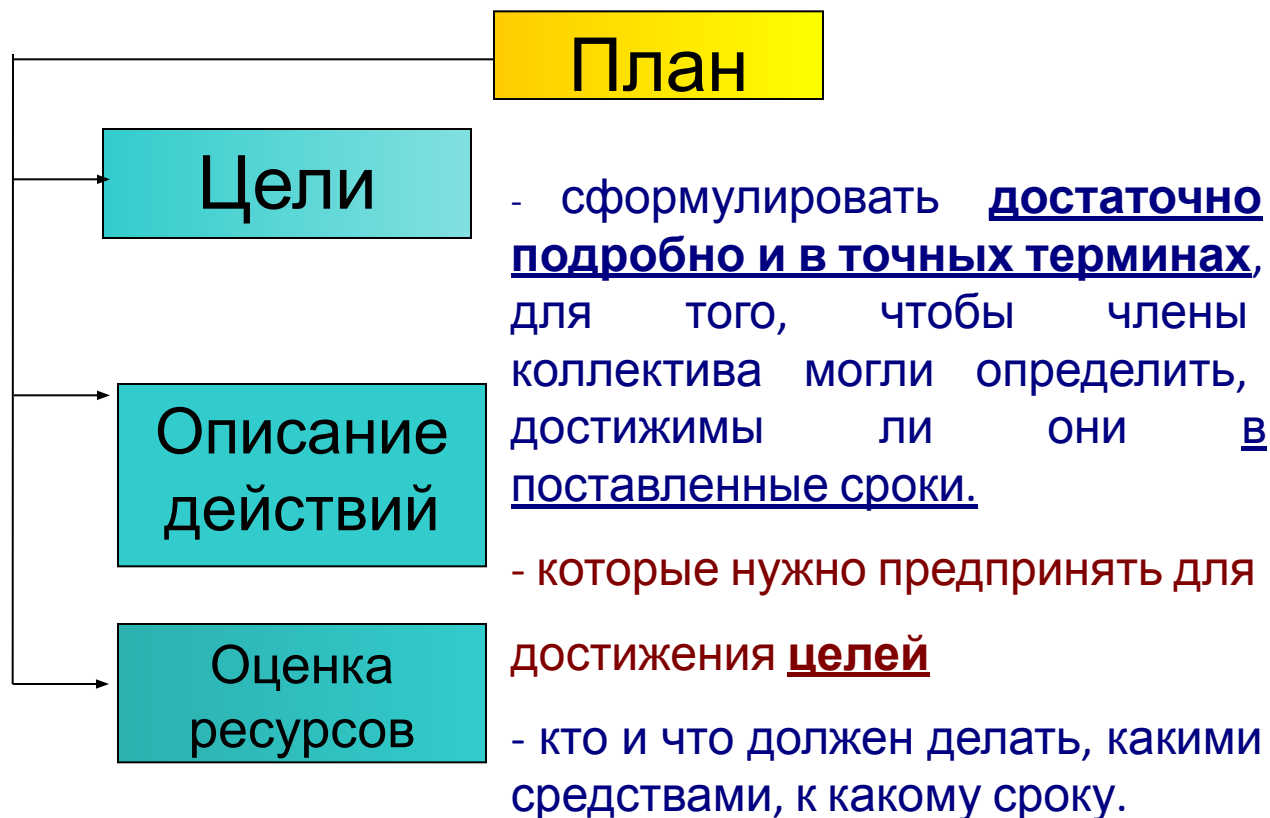 План
Цели
- сформулировать достаточно
подробно и в точных терминах,
для того, чтобы члены
коллектива могли определить,
достижимы ли они в
поставленные сроки.
Описание
действий
- которые нужно предпринять для
достижения целей
Оценка
ресурсов
- кто и что должен делать, какими
средствами, к какому сроку.